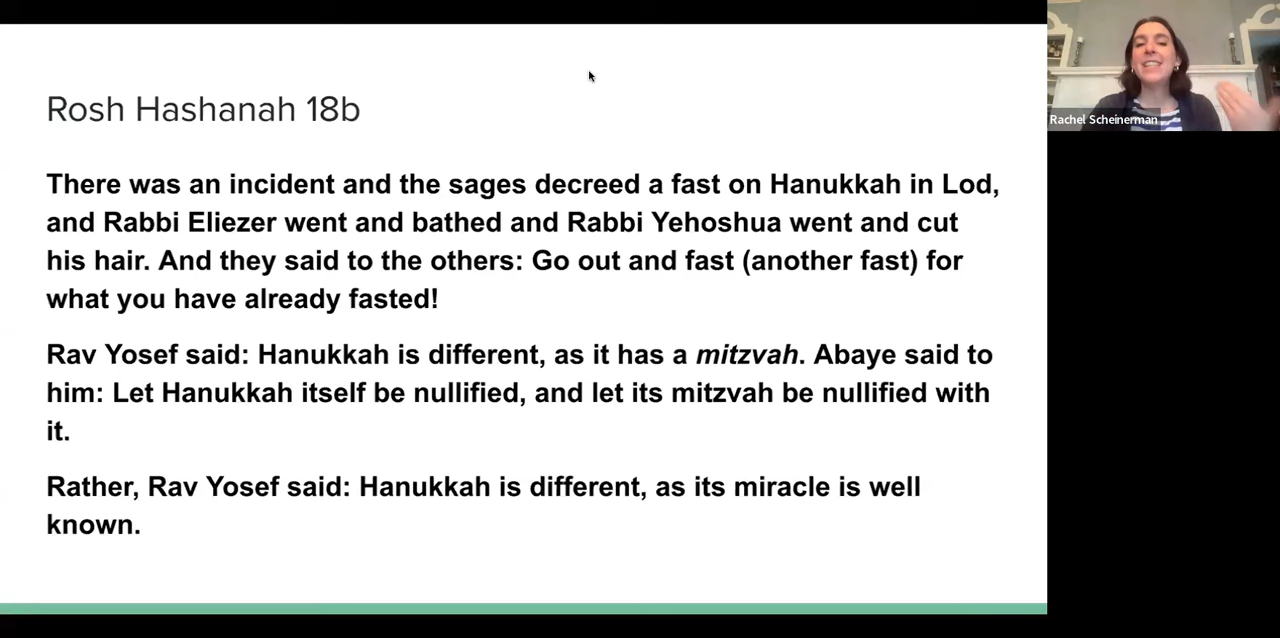 Rosh Hashanah 18b
There was an incident and the sages decreed a fast on Hanukkah in Lod,
and Rabbi Eliezer went and bathed and Rabbi Yehoshua went and cut
his hair. And they said to the others: Go out and fast (another fast) for
what you have already fasted!
Rav Yosef said: Hanukkah is different, as it has a mitzvah. Abaye said to
him: Let Hanukkah itself be nullified, and let its mitzvah be nullified with
it.
Rather, Rav Yosef said: Hanukkah is different, as its miracle is well
known.
Rachel Scheinerman